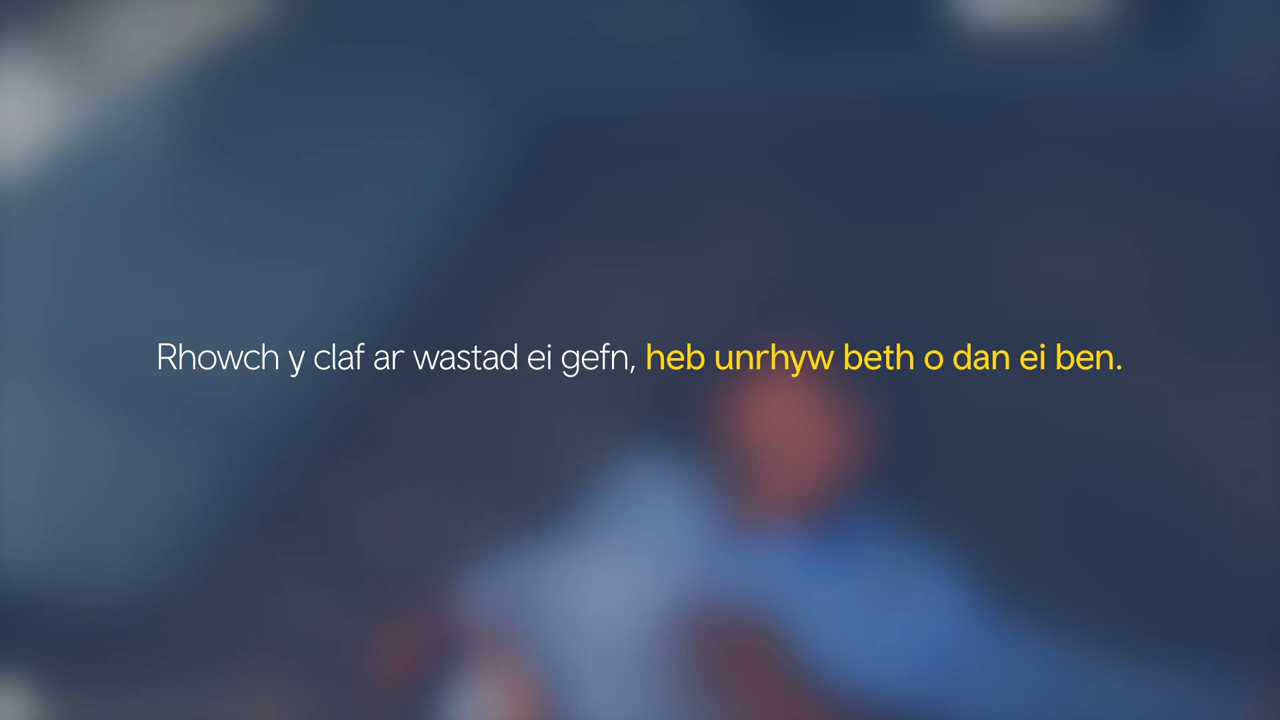 Rhowch y claf ar wastad ei gefn, heb unrhyw beth o dan ei ben.